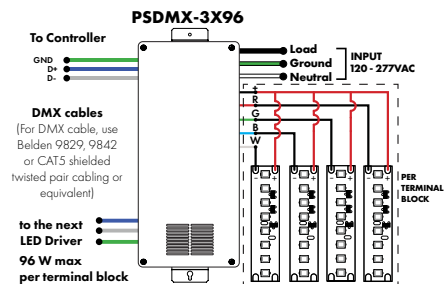 PSDMX-3X96
To Controller
GND
D+
D-
DMX cables
(For DMX cable, use
Belden 9829, 9842
or CAT5 shielded
twisted pair cabling or
equivalent)
to the next
LED Driver
96 W max
per terminal block
Load
Ground
Neutral
INPUT
120 - 277VAC
+
R
G
B
W
- + - + - + - +
PER
TERMINAL
BLOCK